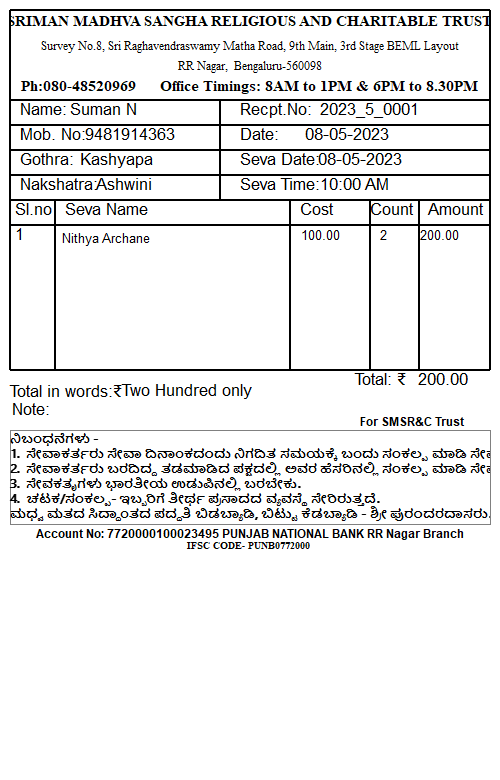 SRIMAN MADHVA SANGHA RELIGIOUS AND CHARITABLE TRUST
Survey No.8, Sri Raghavendraswamy Matha Road, 9th Main, 3rd Stage BEML Layout
RR Nagar, Bengaluru-560098
Ph:080-48520969 Office Timings: 8AM to 1PM & 6PM to 8.30PM
Name: Suman N Recpt.No: 2023_5_0001
Mob. No:9481914363 Date: 08-05-2023
Gothra: Kashyapa Seva Date:08-05-2023
Nakshatra:Ashwini Seva Time:10:00 AM
Sl.no Seva Name Cost Count Amount
1 Nithya Archane 100.00 2 200.00
Total: ₹ 200.00
Total in words:₹Two Hundred only
Note:
For SMSR&C Trust
ನಿಬಂಧನೆಗಳು -
1. ಸೇವಾಕರ್ತರು ಸೇವಾ ದಿನಾಂಕದಂದು ನಿಗದಿತ ಸಮಯಕ್ಕೆ ಬಂದು ಸಂಕಲ್ಪ ಮಾಡಿ
2. ಸೇವಾಕರ್ತರು ಬರದಿದ್ದ ತಡಮಾಡಿದ ಪಕ್ಷದಲ್ಲಿ ಅವರ ಹೆಸರಿನಲ್ಲಿ ಸಂಕಲ್ಪ ಮಾಡಿ
3. ಸೇವಕತೃಗಳು ಭಾರತೀಯ ಉಡುಪಿನಲ್ಲಿ ಬರಬೇಕು.
4. ಚಟಕ/ಸಂಕಲ್ಪ- ಇಬ್ಬರಿಗೆ ತೀರ್ಥ ಪ್ರಸಾದದ ವ್ಯವಸ್ಥೆ ಸೇರಿರುತ್ತದೆ.
ಮಧ್ವ ಮತದ ಸಿದ್ಧಾಂತದ ಪದ್ಧತಿ ಬಿಡಬ್ಯಾಡಿ, ಬಿಟ್ಟು ಕೆಡಬ್ಯಾಡಿ - ಶ್ರೀ ಪುರಂದರದಾಸರು.
Account No: 7720000100023495 PUNJAB NATIONAL BANK RR Nagar Branch
IFSC CODE- PUNB0772000